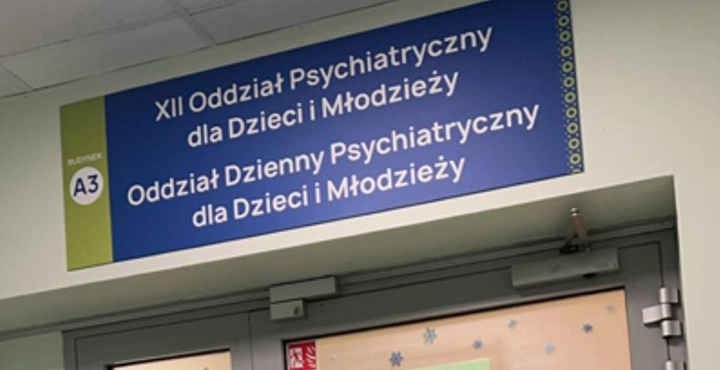 XII Oddział Psychiatryczny
dla Dzieci i Młodzieży
Oddział Dzienny Psychiatryczny
dla Dzieci i Młodzieży
BUDYNEK
A3